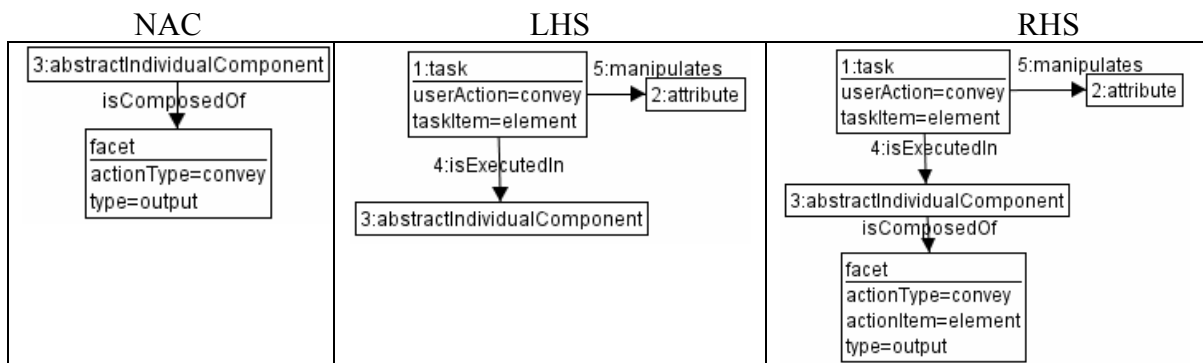 NAC
LHS
RHS
3:abstractIndividualComponent
isComposedOf
facet
actionType=convey
type=output
1:task
userAction=convey
taskItem=element
5:manipulates
2:attribute
4:isExecutedIn
3:abstractIndividualComponent
1:task
userAction=convey
taskItem=element
5:manipulates
2:attribute
4:isExecutedIn
3:abstractIndividualComponent
isComposedOf
facet
actionType=convey
actionItem=element
type=output